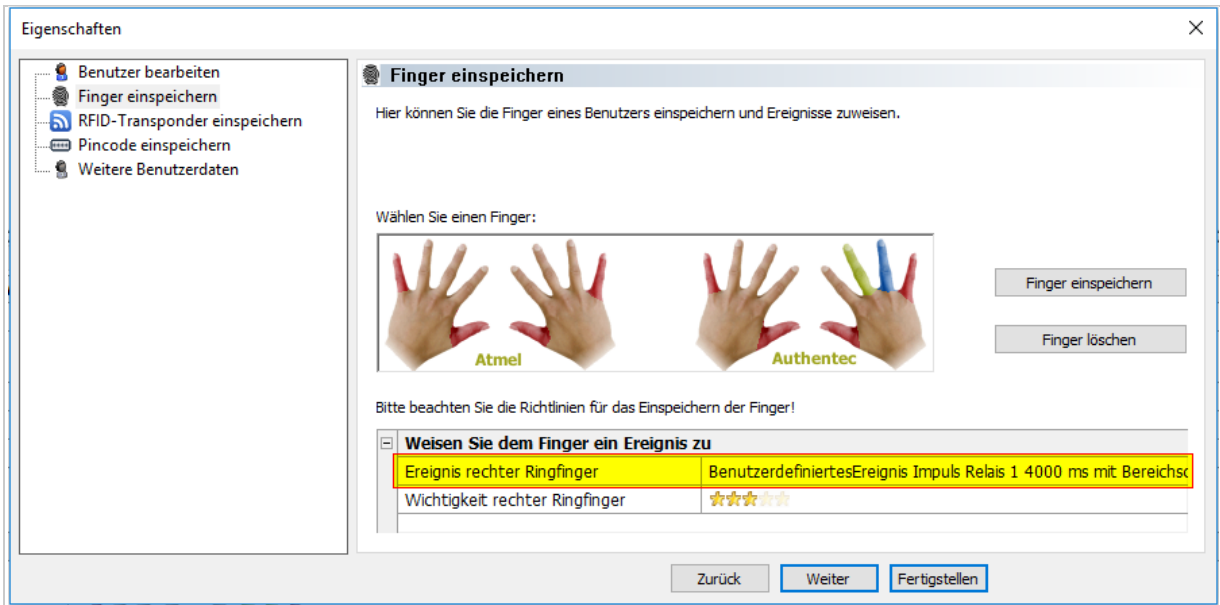 Eigenschaften
Benutzer bearbeiten
Finger einspeichern
RFID-Transponder einspeichern
Pincode einspeichern
Weitere Benutzerdaten
Finger einspeichern
Hier können Sie die Finger eines Benutzers einspeichern und Ereignisse zuweisen.
Wählen Sie einen Finger:
Atmel
Authentec
Finger einspeichern
Finger löschen
Bitte beachten Sie die Richtlinien für das Einspeichern der Finger!
Weisen Sie dem Finger ein Ereignis zu
Ereignis rechter Ringfinger BenutzerdefiniertesEreignis Impuls Relais 1 4000 ms mit
Wichtigkeit rechter Ringfinger
Zurück Weiter Fertigstellen